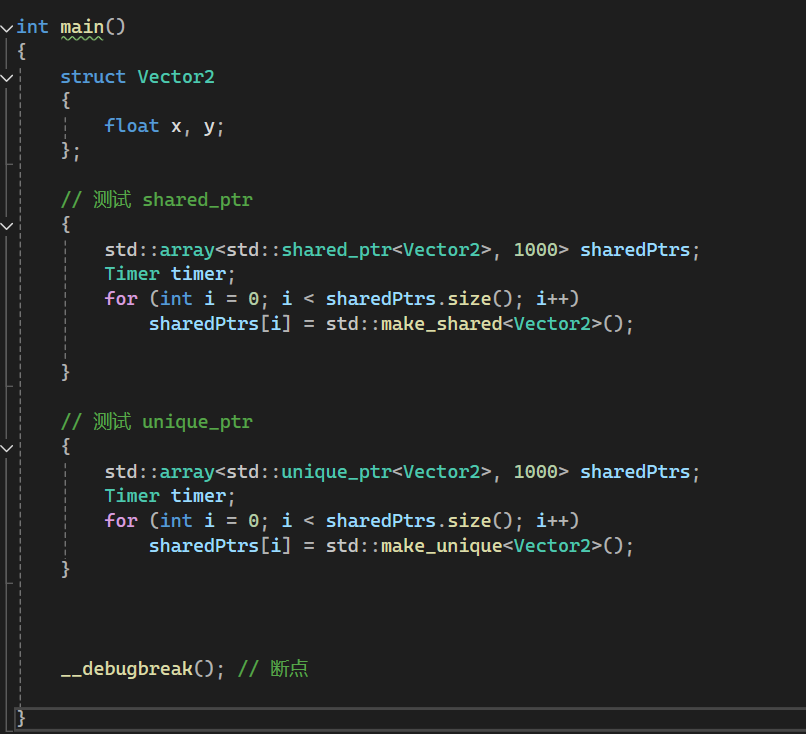 int main()
{
    struct Vector2
    {
        float x, y;
    };
    // 测试 shared_ptr
    {
        std::array<std::shared_ptr<Vector2>, 1000> sharedPtrs;
        Timer timer;
        for (int i = 0; i < sharedPtrs.size(); i++)
            sharedPtrs[i] = std::make_shared<Vector2>();
    }
    // 测试 unique_ptr
    {
        std::array<std::unique_ptr<Vector2>, 1000> sharedPtrs;
        Timer timer;
        for (int i = 0; i < sharedPtrs.size(); i++)
            sharedPtrs[i] = std::make_unique<Vector2>();
    }
    __debugbreak(); // 断点
}